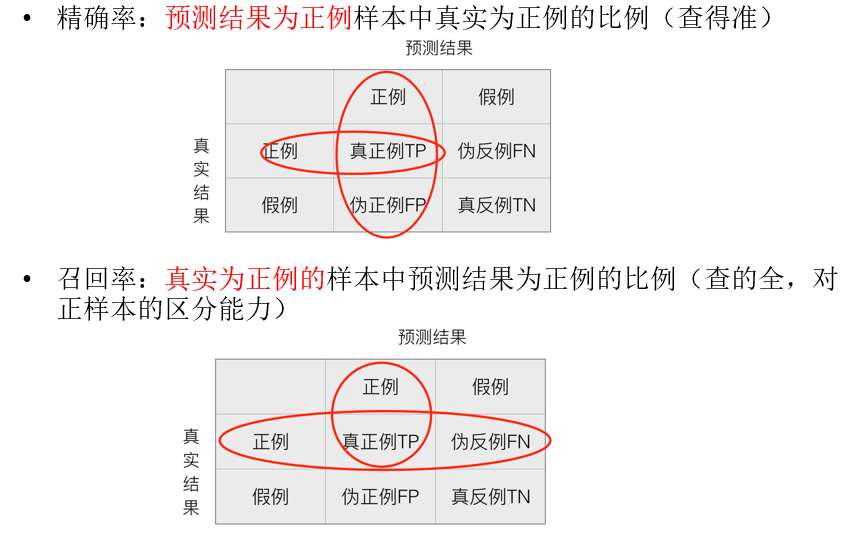 • 精确率：预测结果为正例样本中真实为正例的比例（查得准）
预测结果
正例 假例
真实结果
正例 真正例TP 伪反例FN
假例 伪正例FP 真反例TN
• 召回率：真实为正例的样本中预测结果为正例的比例（查的全，对
正样本的区分能力）
预测结果
正例 假例
真实结果
正例 真正例TP 伪反例FN
假例 伪正例FP 真反例TN